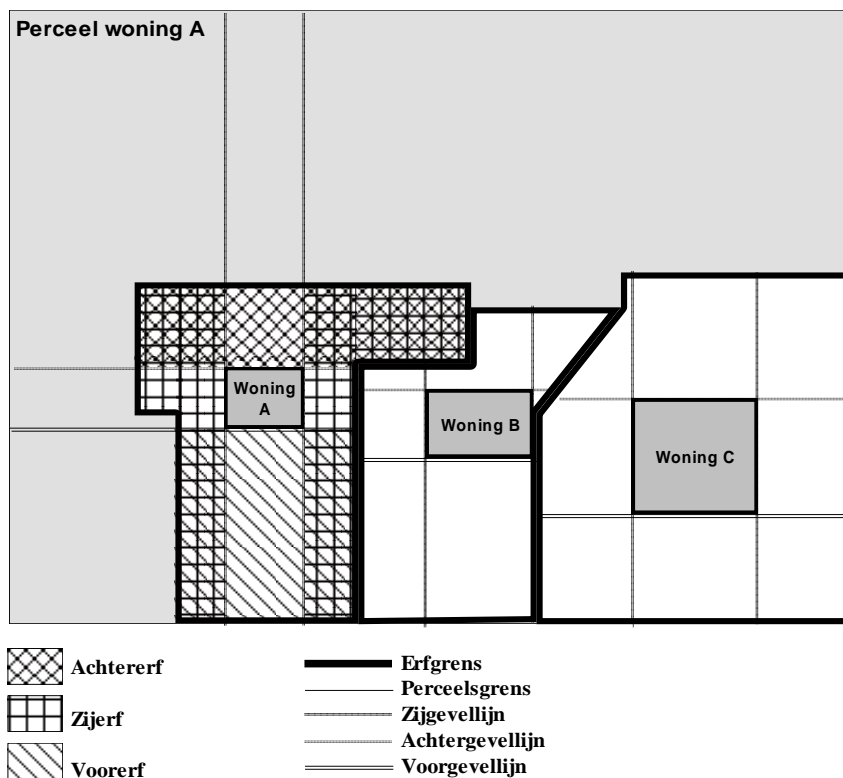 Perceel woning A
Woning
A
Woning B
Woning C
Achtererf
Zijerf
Voorerf
Erfgrens
Perceelsgrens
Zijgevellijn
Achtergevellijn
Voorgevellijn